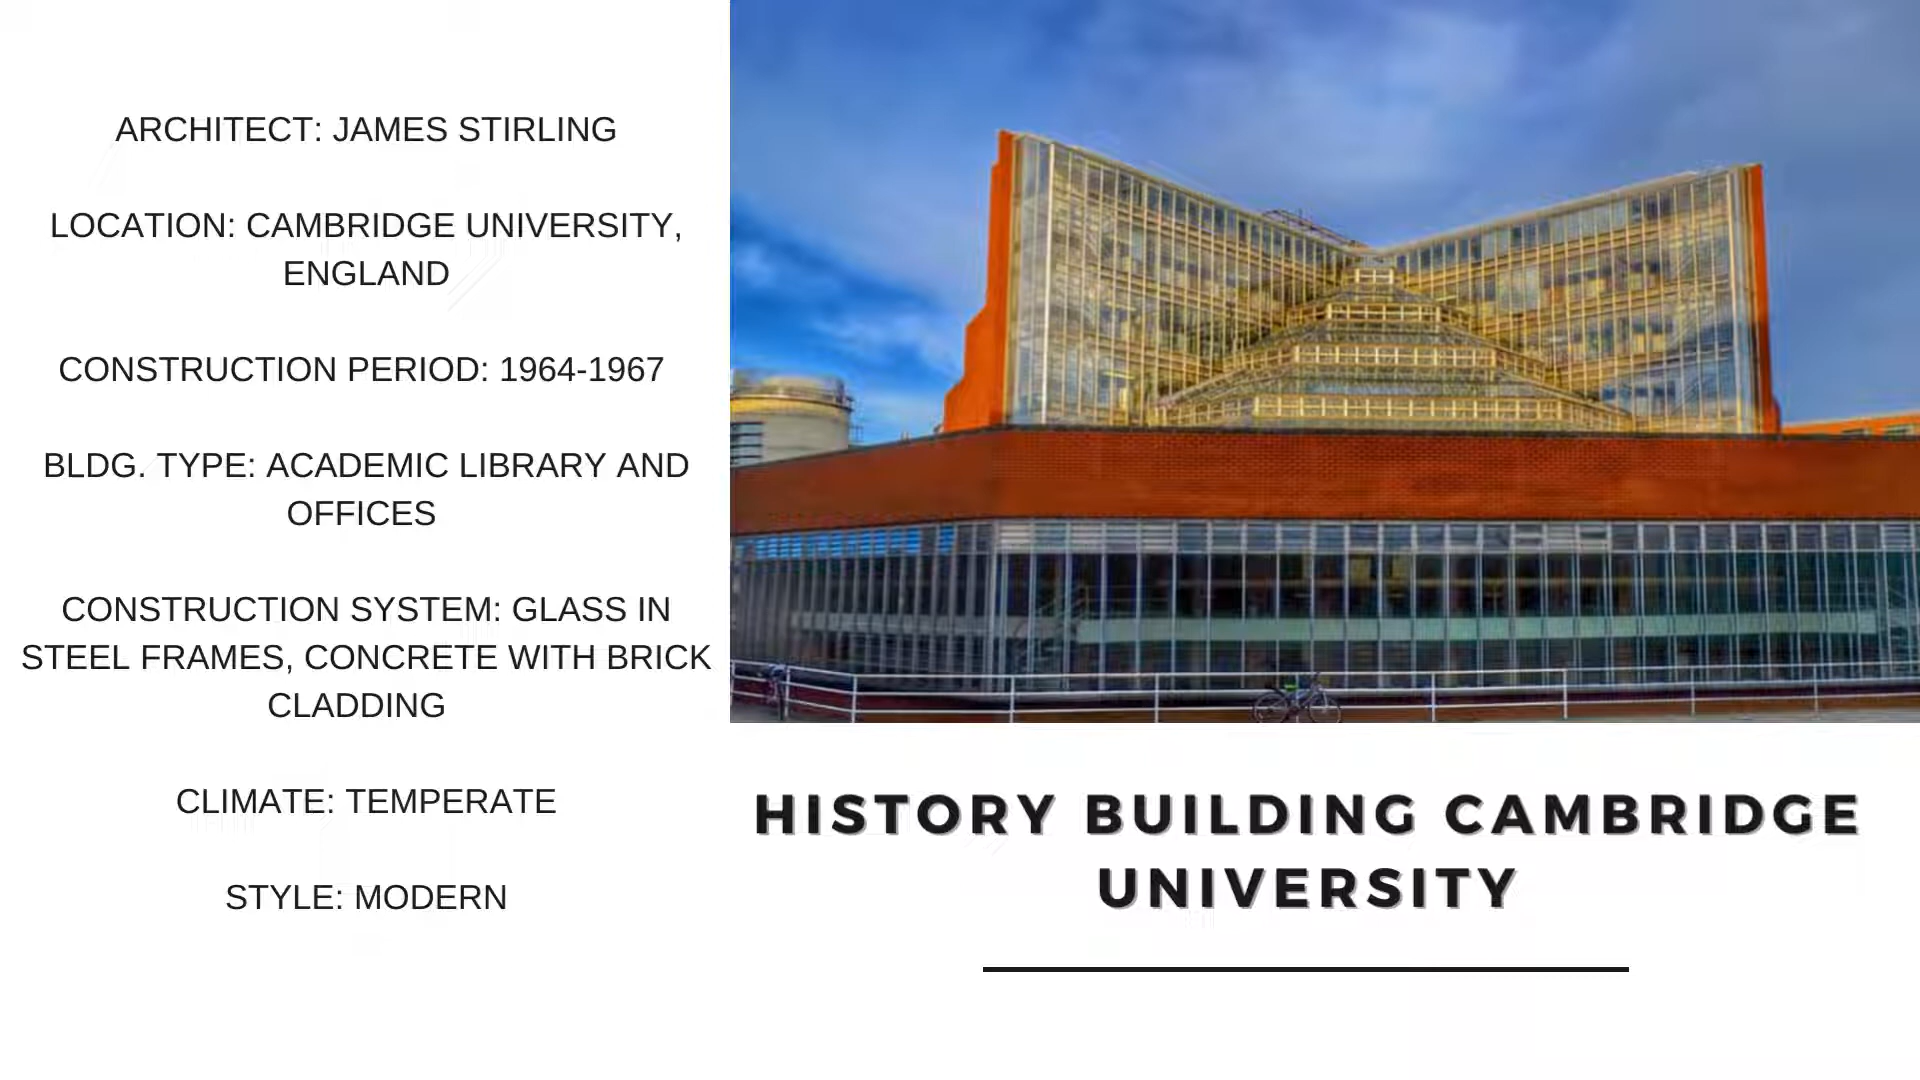 ARCHITECT: JAMES STIRLING
LOCATION: CAMBRIDGE UNIVERSITY,
ENGLAND
CONSTRUCTION PERIOD: 1964-1967
BLDG. TYPE: ACADEMIC LIBRARY AND
OFFICES
CONSTRUCTION SYSTEM: GLASS IN
STEEL FRAMES, CONCRETE WITH BRICK
CLADDING
CLIMATE: TEMPERATE
STYLE: MODERN
HISTORY BUILDING CAMBRIDGE
UNIVERSITY